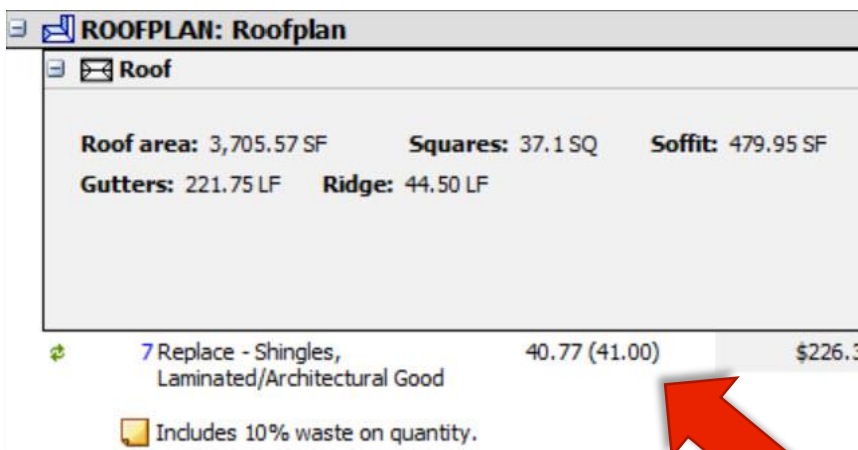 ROOFPLAN: Roofplan
Roof
Roof area: 3,705.57 SF Squares: 37.1 SQ Soffit: 479.95 SF
Gutters: 221.75 LF Ridge: 44.50 LF
7 Replace - Shingles, 40.77 (41.00) $226.3
Laminated/Architectural Good
Includes 10% waste on quantity.